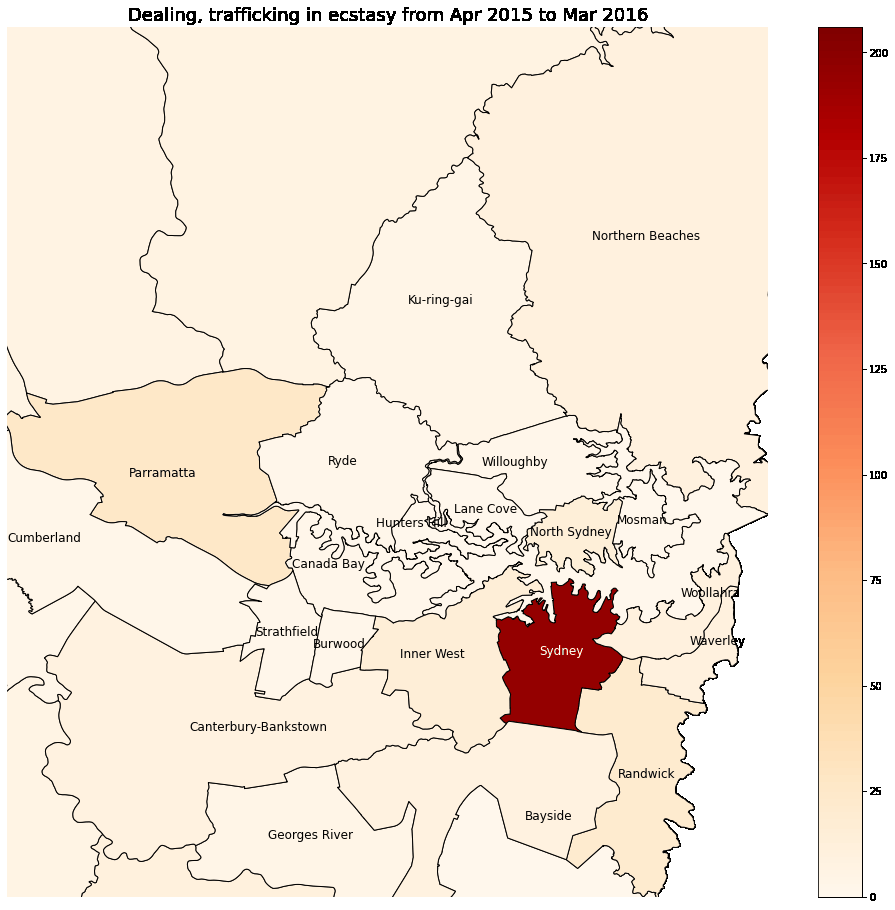 Dealing, trafficking in ecstasy from Apr 2015 to Mar 2016
200
175
Northern Beaches
150
Ku-ring-gai
125
Ryde
Willoughby
Parramatta
100
Lane Cove
Mosman
Hunters Hill
North Sydney
Cumberland
Canada Bay
75
Woollahra
Strathfield
Burwood
Waverley
Inner West
Sydney
50
Canterbury-Bankstown
Randwick
25
Bayside
Georges River
0